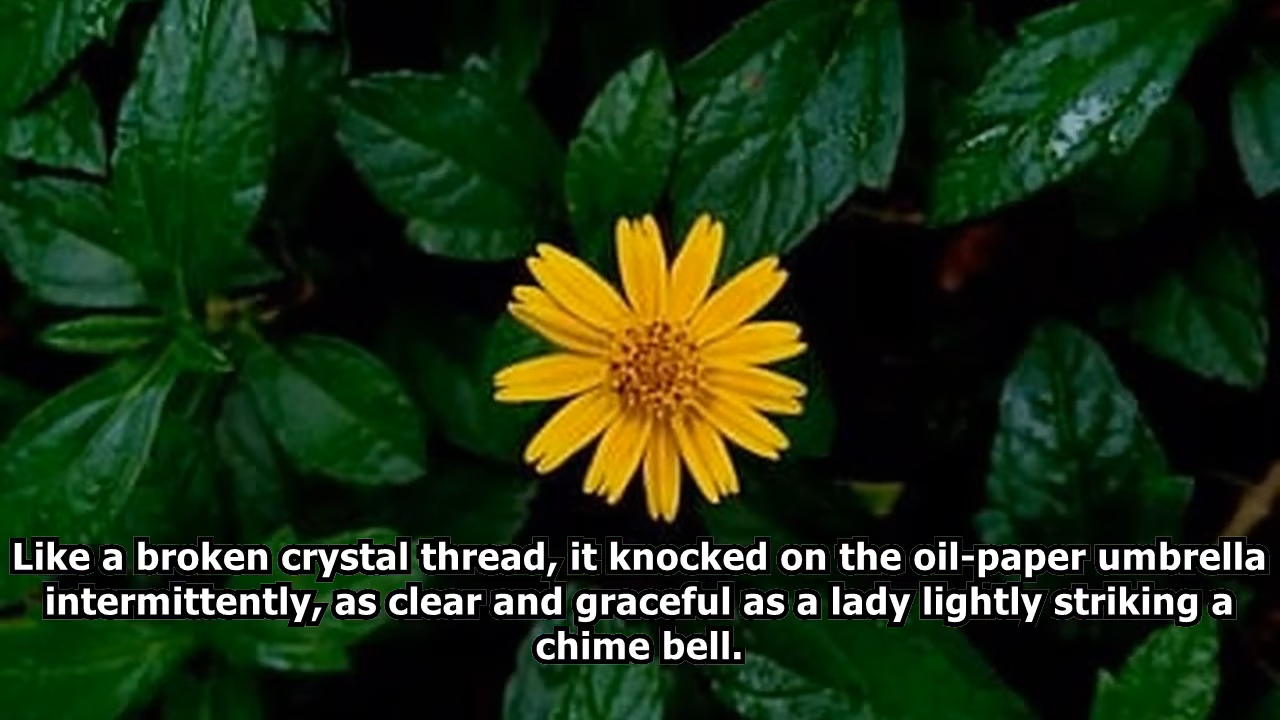 Like a broken crystal thread, it knocked on the oil-paper umbrella
intermittently, as clear and graceful as a lady lightly striking a
chime bell.